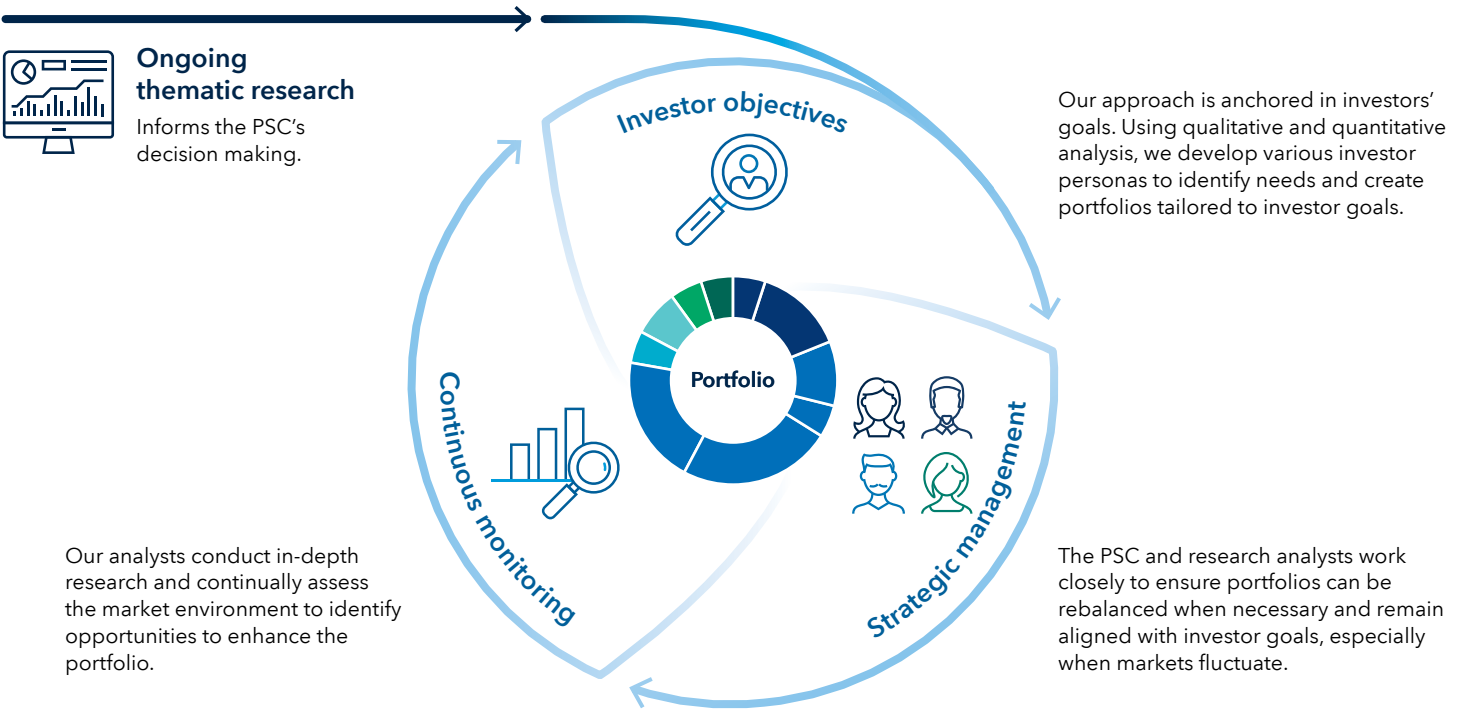 Ongoing
thematic research
Informs the PSC’s
decision making.
Investor objectives
Our approach is anchored in investors’
goals. Using qualitative and quantitative
analysis, we develop various investor
personas to identify needs and create
portfolios tailored to investor goals.
Portfolio
Strategic management
The PSC and research analysts work
closely to ensure portfolios can be
rebalanced when necessary and remain
aligned with investor goals, especially
when markets fluctuate.
Continuous monitoring
Our analysts conduct in-depth
research and continually assess
the market environment to identify
opportunities to enhance the
portfolio.